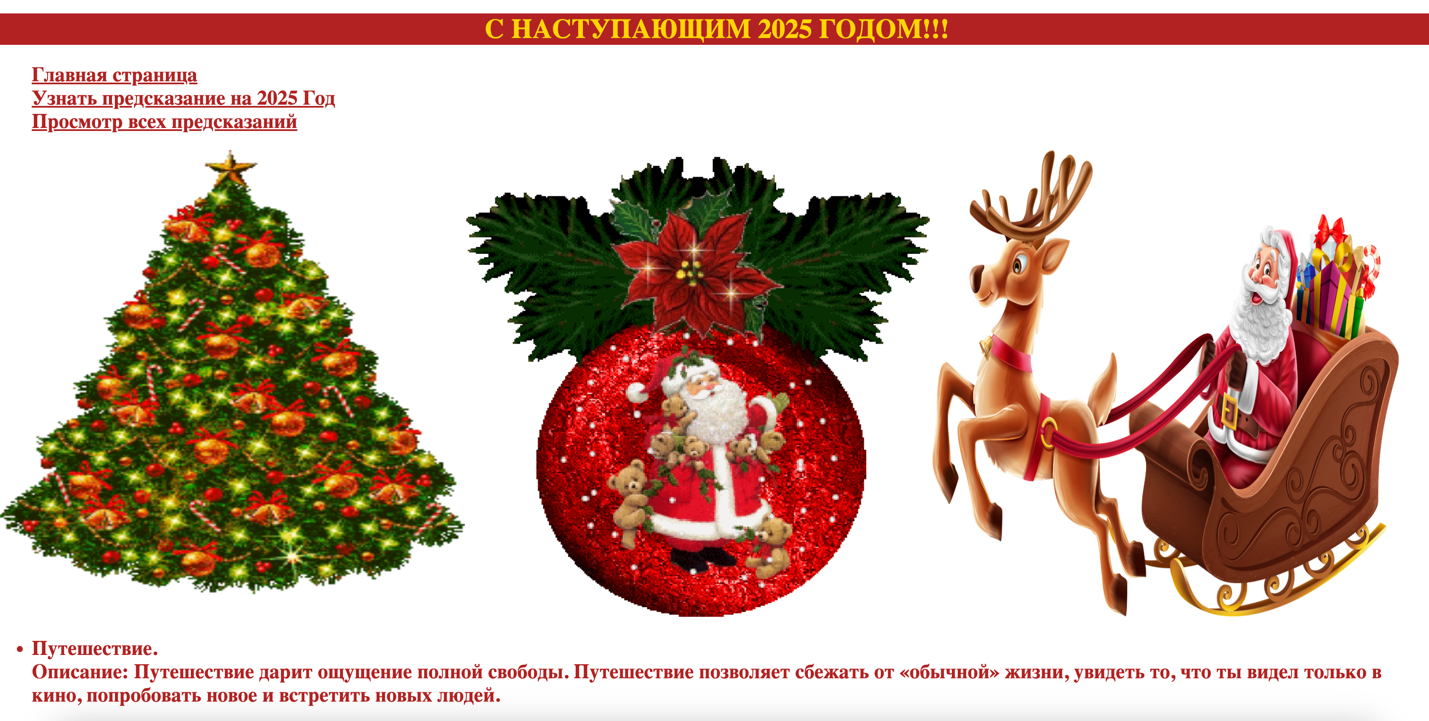 С НАСТУПАЮЩИМ 2025 ГОДОМ!!!
Главная страница
Узнать предсказание на 2025 Год
Просмотр всех предсказаний
• Путешествие.
Описание: Путешествие дарит ощущение полной свободы. Путешествие позволяет сбежать от «обычной» жизни, увидеть то, что ты видел только в
кино, попробовать новое и встретить новых людей.